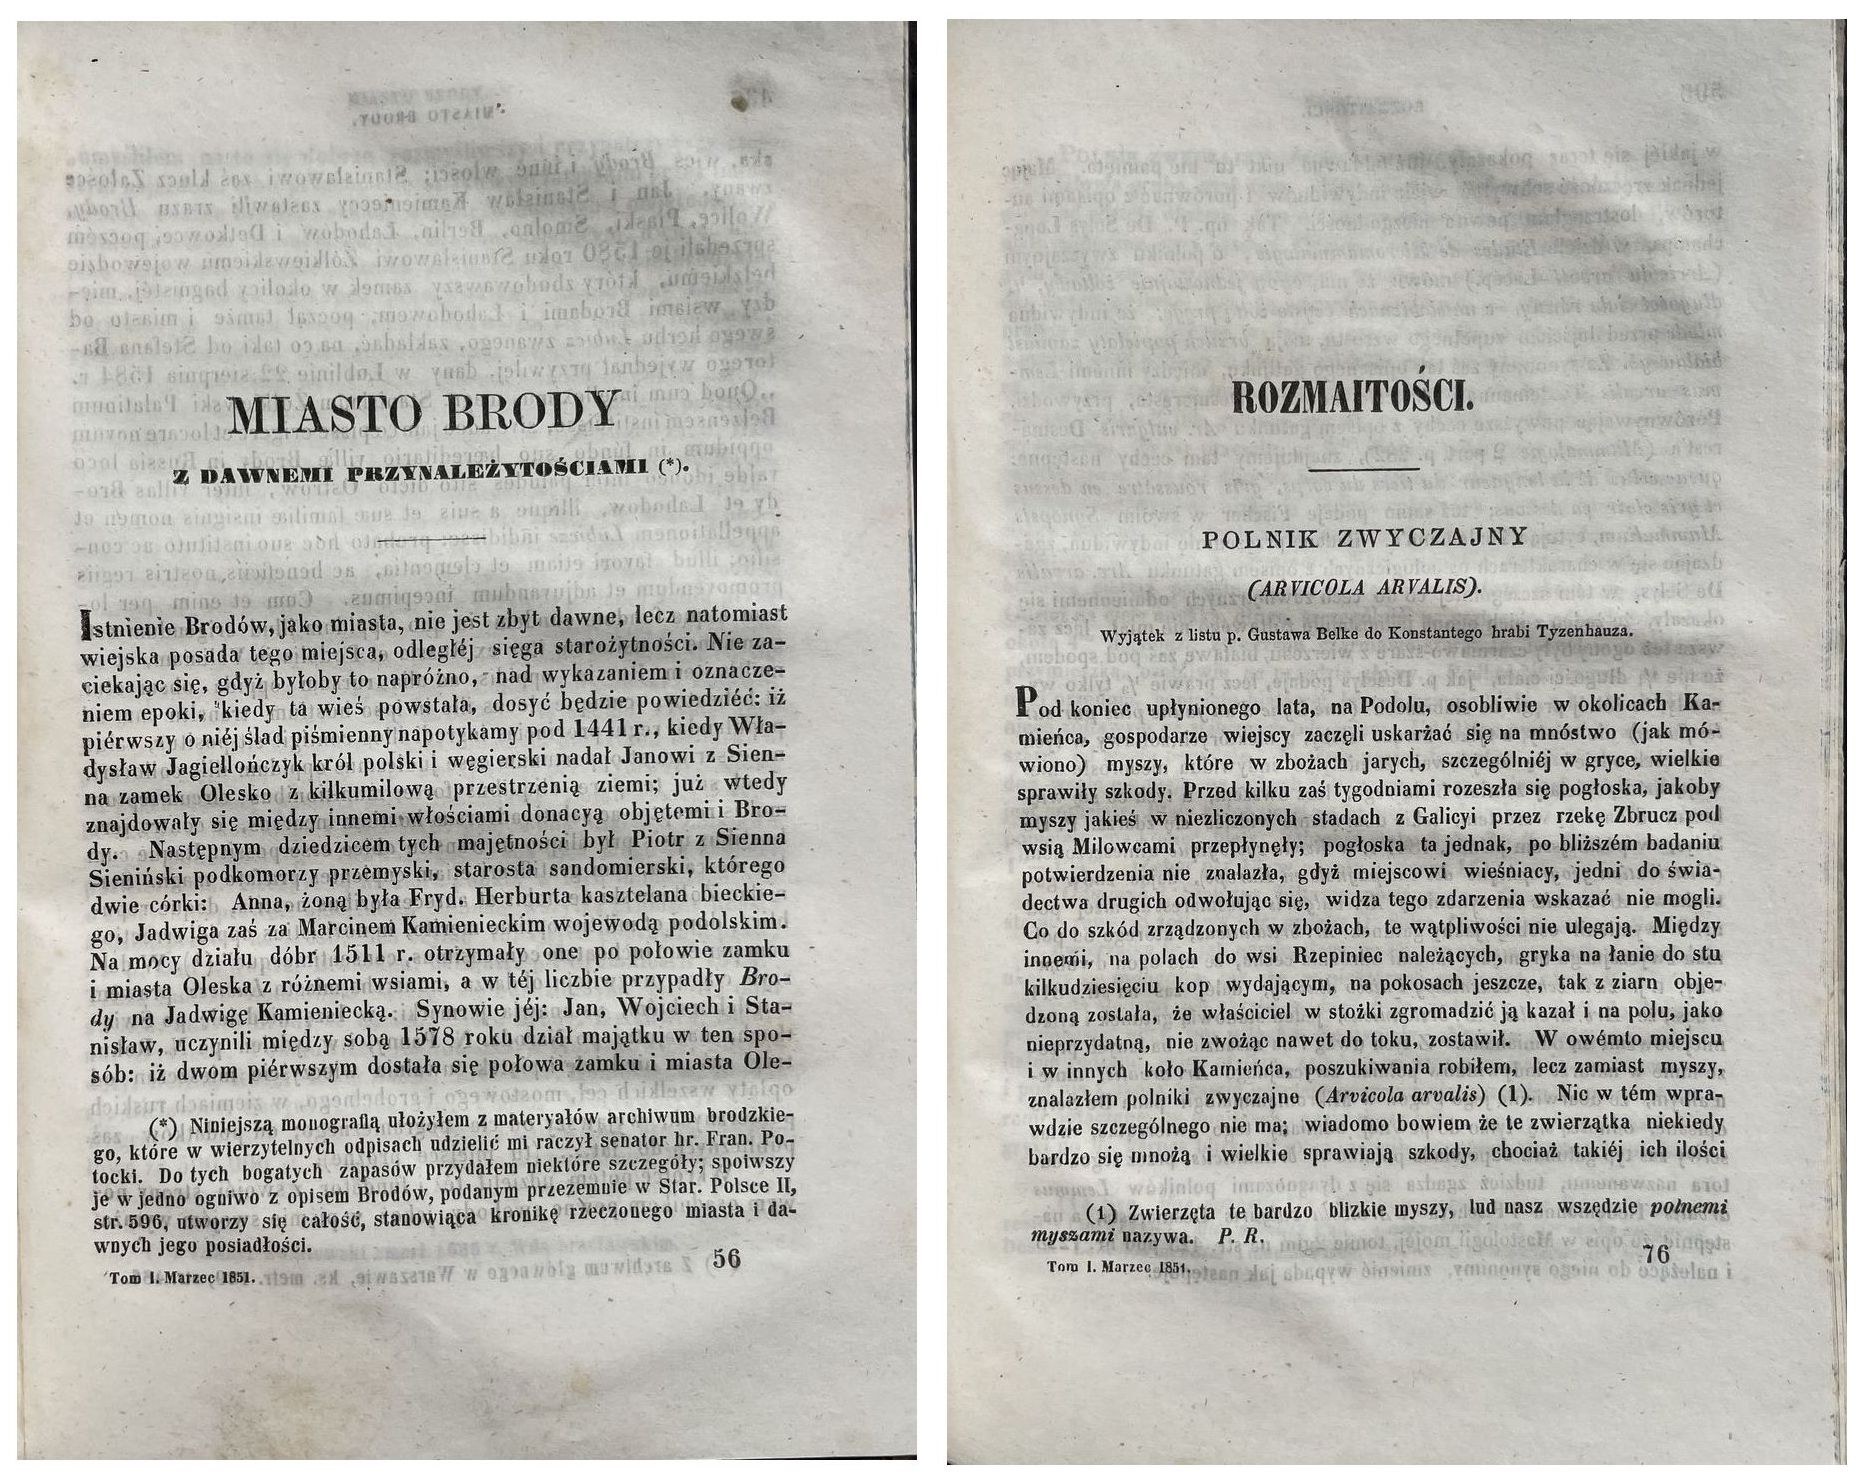 MIASTO BRODY
Z DAWNEMI PRZYNALEŻYTOŚCIAMI (*).
Istnienie Brodów, jako miasta, nie jest zbyt dawne, lecz natomiast
wiejska posada tego miejsca, odległéj sięga starożytności. Nie za-
ciekając się, gdyż byłoby to napróżno, nad wykazaniem i oznacze-
niem epoki, kiedy ta wieś powstała, dosyć będzie powiedziéć: iż
piérwszy o niéj ślad piśmienny napotykamy pod 1441 r., kiedy Wła-
dysław Jagiellończyk król polski i węgierski nadał Janowi z Sien-
na zamek Olesko z kilkumilową przestrzenią ziemi; już wtedy
znajdowały się między innemi włościami donacyą objętemi i Bro-
dy. Następnym dziedzicem tych majętności był Piotr z Sienna
Sieniński podkomorzy przemyski, starosta sandomierski, którego
dwie córki: Anna, żoną była Fryd. Herburta kasztelana bieckie-
go, Jadwiga zaś za Marcinem Kamienieckim wojewodą podolskim.
Na mocy działu dóbr 1511 r. otrzymały one po połowie zamku
i miasta Oleska z różnemi wsiami, a w téj liczbie przypadły Bro-
dy na Jadwigę Kamieniecką. Synowie jéj: Jan, Wojciech i Sta-
nisław, uczynili między sobą 1578 roku dział majątku w ten spo-
sób: iż dwom piérwszym dostała się połowa zamku i miasta Ole-
(*) Niniejszą monografią ułożyłem z materyałów archiwum brodzkie-
go, które w wierzytelnych odpisach udzielić mi raczył senator hr. Fran. Po-
tocki. Do tych bogatych zapasów przydałem niektóre szczegóły; spoiwszy
je w jedno ogniwo z opisem Brodów, podanym przezemnie w Star. Polsce II,
str. 596, utworzy się całość, stanowiąca kronikę rzeczonego miasta i da-
wnych jego posiadłości.
Tom I. Marzec 1851. 56
ROZMAITOŚCI.
POLNIK ZWYCZAJNY
(ARVICOLA ARVALIS).
Wyjątek z listu p. Gustawa Belke do Konstantego hrabi Tyzenhauza.
Pod koniec upłynionego lata, na Podolu, osobliwie w okolicach Ka-
mieńca, gospodarze wiejscy zaczęli uskarżać się na mnóstwo (jak mó-
wiono) myszy, które w zbożach jarych, szczególniéj w gryce, wielkie
sprawiły szkody. Przed kilku zaś tygodniami rozeszła się pogłoska, jakoby
myszy jakieś w niezliczonych stadach z Galicyi przez rzekę Zbrucz pod
wsią Milowcami przepłynęły; pogłoska ta jednak, po bliższém badaniu
potwierdzenia nie znalazła, gdyż miejscowi wieśniacy, jedni do świa-
dectwa drugich odwołując się, widza tego zdarzenia wskazać nie mogli.
Co do szkód zrządzonych w zbożach, te wątpliwości nie ulegają. Między
innemi, na polach do wsi Rzepiniec należących, gryka na łanie do stu
kilkudziesięciu kop wydającym, na pokosach jeszcze, tak z ziarn obje-
dzoną została, że właściciel w stożki zgromadzić ją kazał i na polu, jako
nieprzydatną, nie zwożąc nawet do toku, zostawił. W owémto miejscu
i w innych koło Kamieńca, poszukiwania robiłem, lecz zamiast myszy,
znalazłem polniki zwyczajne (Arvicola arvalis) (1). Nic w tém wpra-
wdzie szczególnego nie ma; wiadomo bowiem że te zwierzątka niekiedy
bardzo się mnożą i wielkie sprawiają szkody, chociaż takiéj ich ilości
(1) Zwierzęta te bardzo blizkie myszy, lud nasz wszędzie polnemi
myszami nazywa. P. R.
Tom I. Marzec 1851. 76